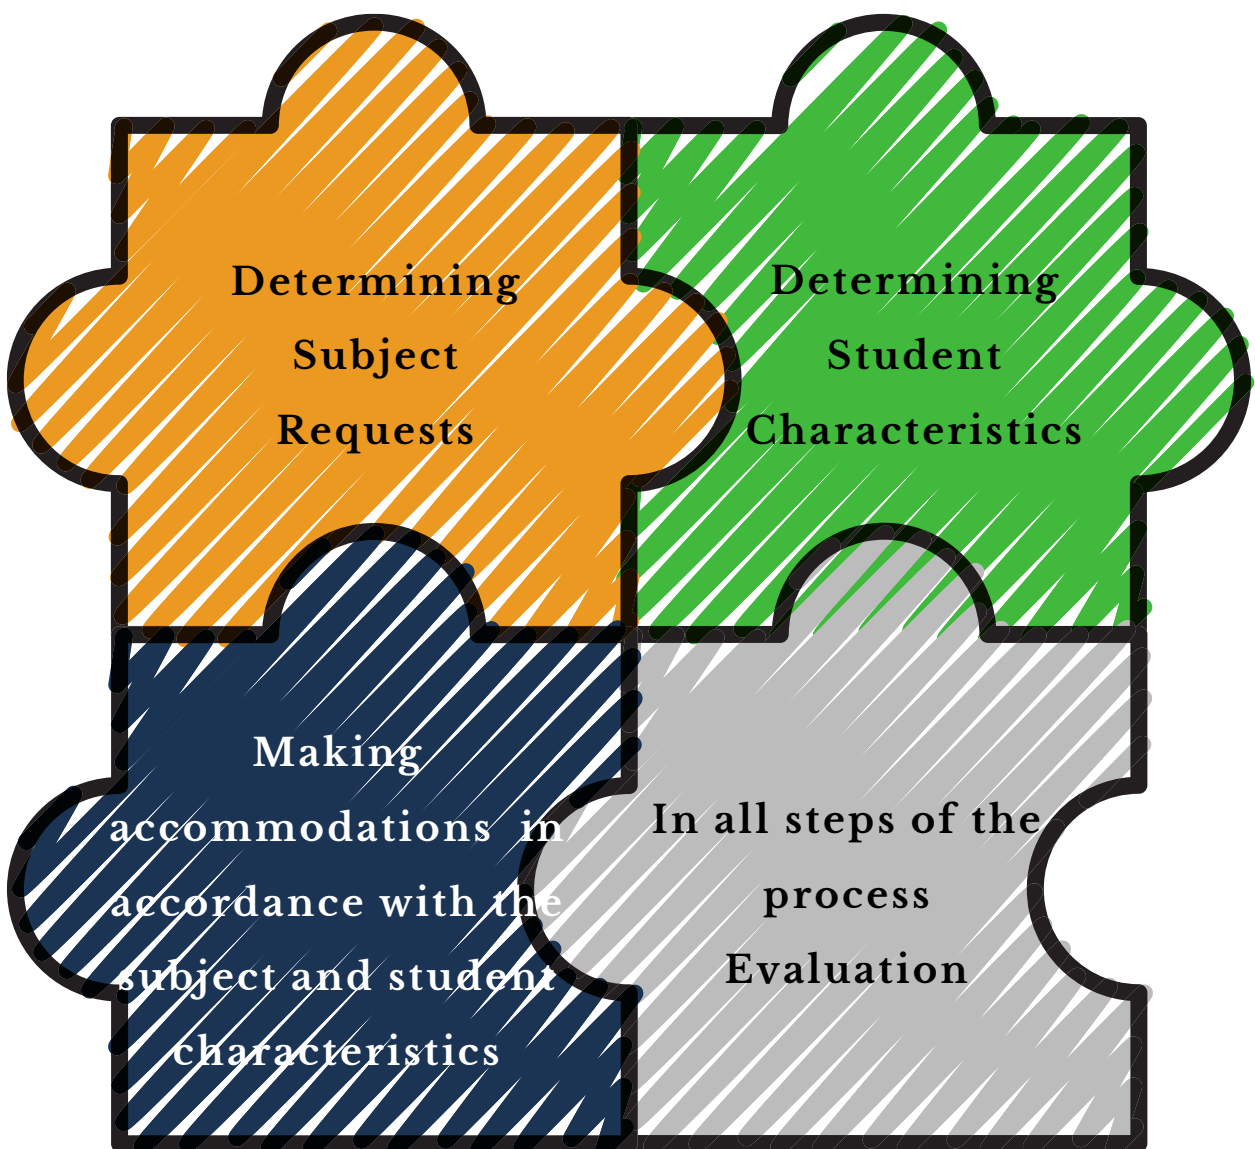 Determining
Subject
Requests
Determining
Student
Characteristics
Making
accommodations in
accordance with the
subject and student
characteristics
In all steps of the
process
Evaluation